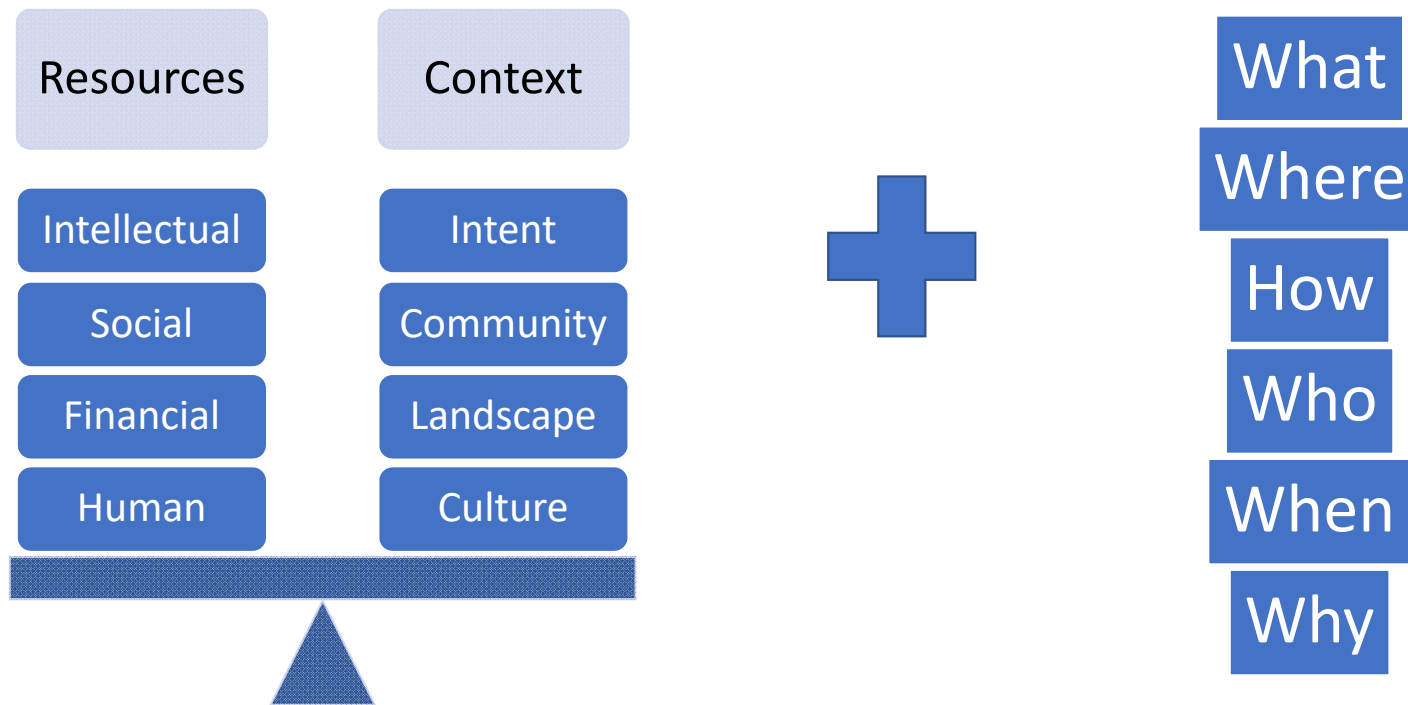 Resources
Context
Intellectual
Intent
Social
Community
Financial
Landscape
Human
Culture
What
Where
How
Who
When
Why